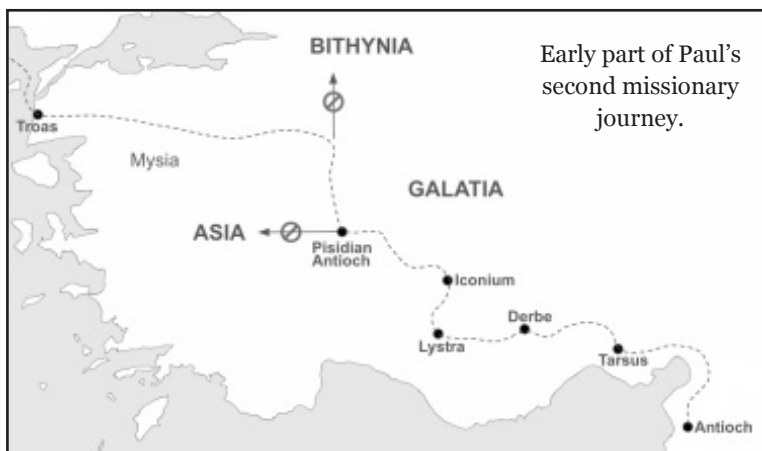 BITHYNIA
Early part of Paul’s
second missionary
journey.
Troas
Mysia
GALATIA
ASIA
Pisidian
Antioch
Iconium
Derbe
Lystra
Tarsus
Antioch